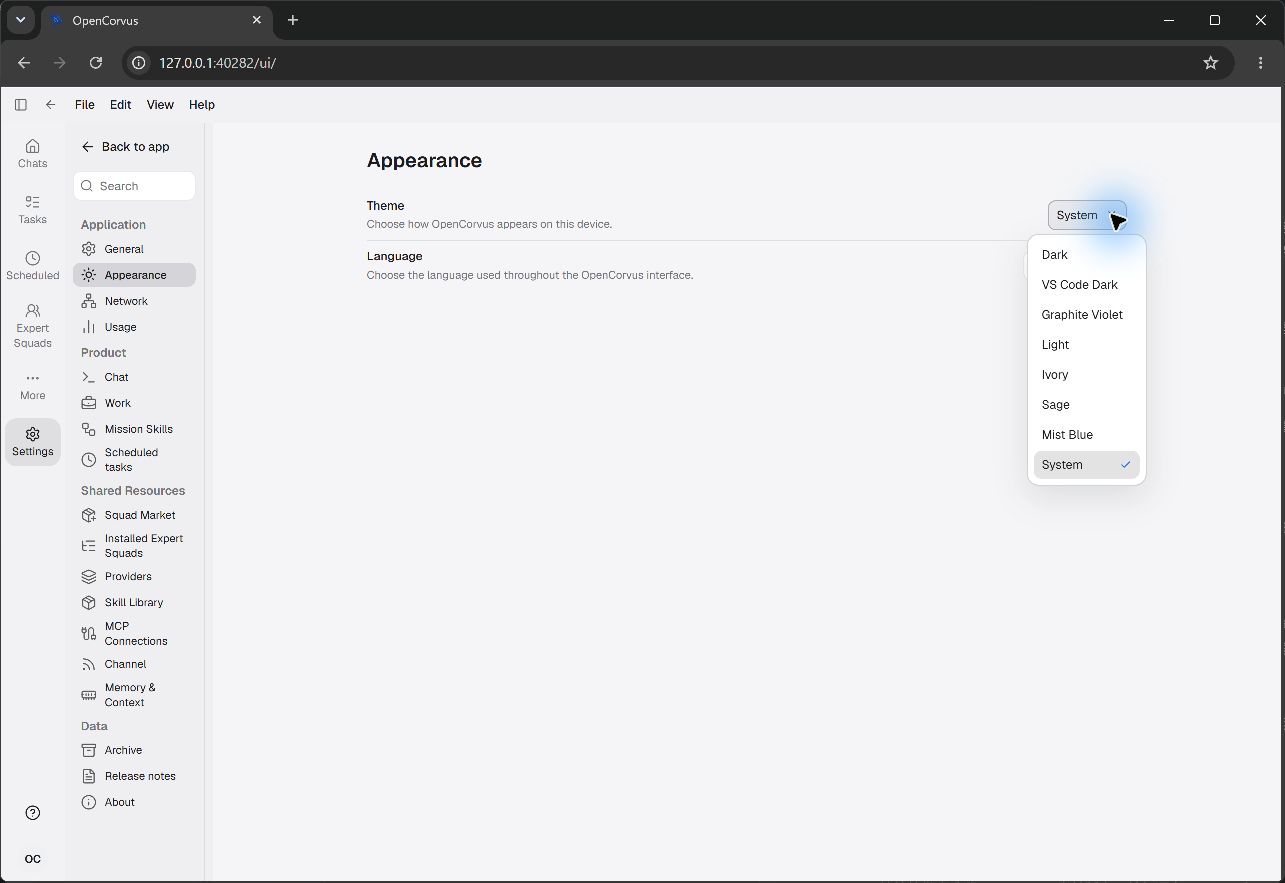 OpenCorvus
127.0.0.1:40282/ui/
File Edit View Help
Chats
Tasks
Scheduled
Expert
Squads
More
Settings
OC
Back to app
Search
Application
General
Appearance
Network
Usage
Product
Chat
Work
Mission Skills
Scheduled
tasks
Shared Resources
Squad Market
Installed Expert
Squads
Providers
Skill Library
MCP
Connections
Channel
Memory &
Context
Data
Archive
Release notes
About
Appearance
Theme
Choose how OpenCorvus appears on this device.
System
Language
Choose the language used throughout the OpenCorvus interface.
Dark
VS Code Dark
Graphite Violet
Light
Ivory
Sage
Mist Blue
System